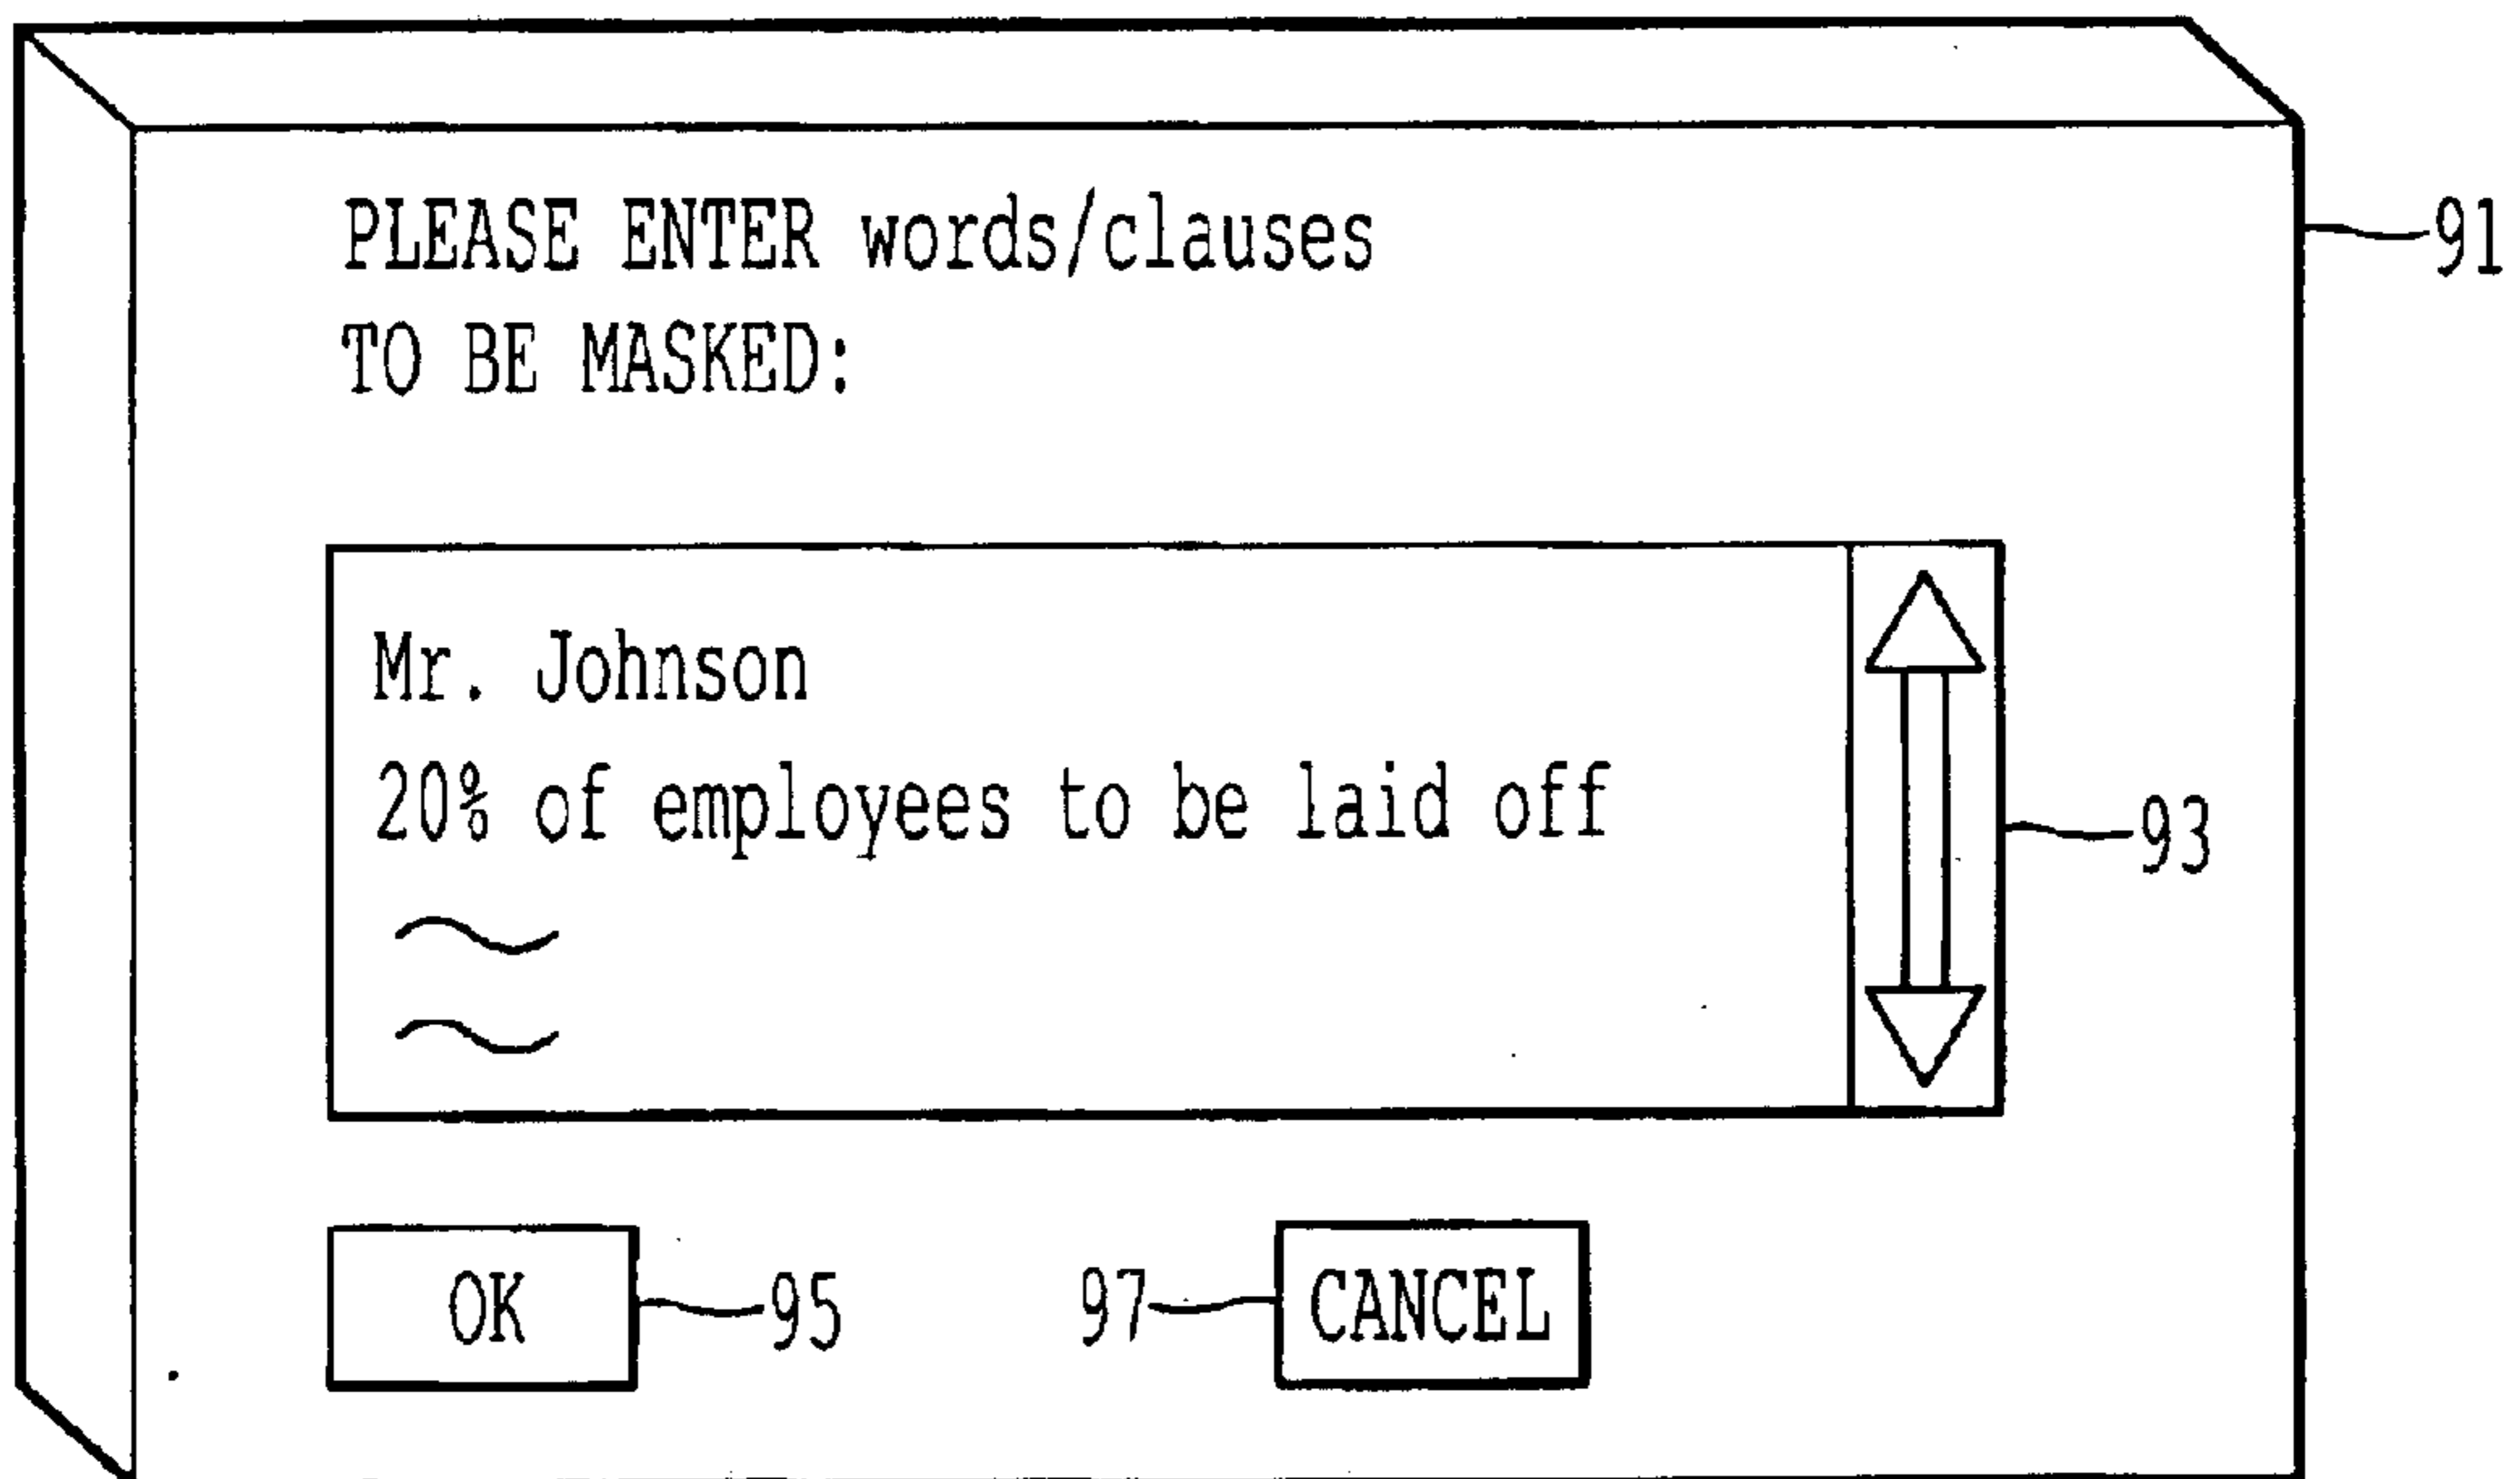 PLEASE ENTER words/clauses
91
TO BE MASKED:
Mr. Johnson
20% of employees to be laid off
93
OK
95
97
CANCEL